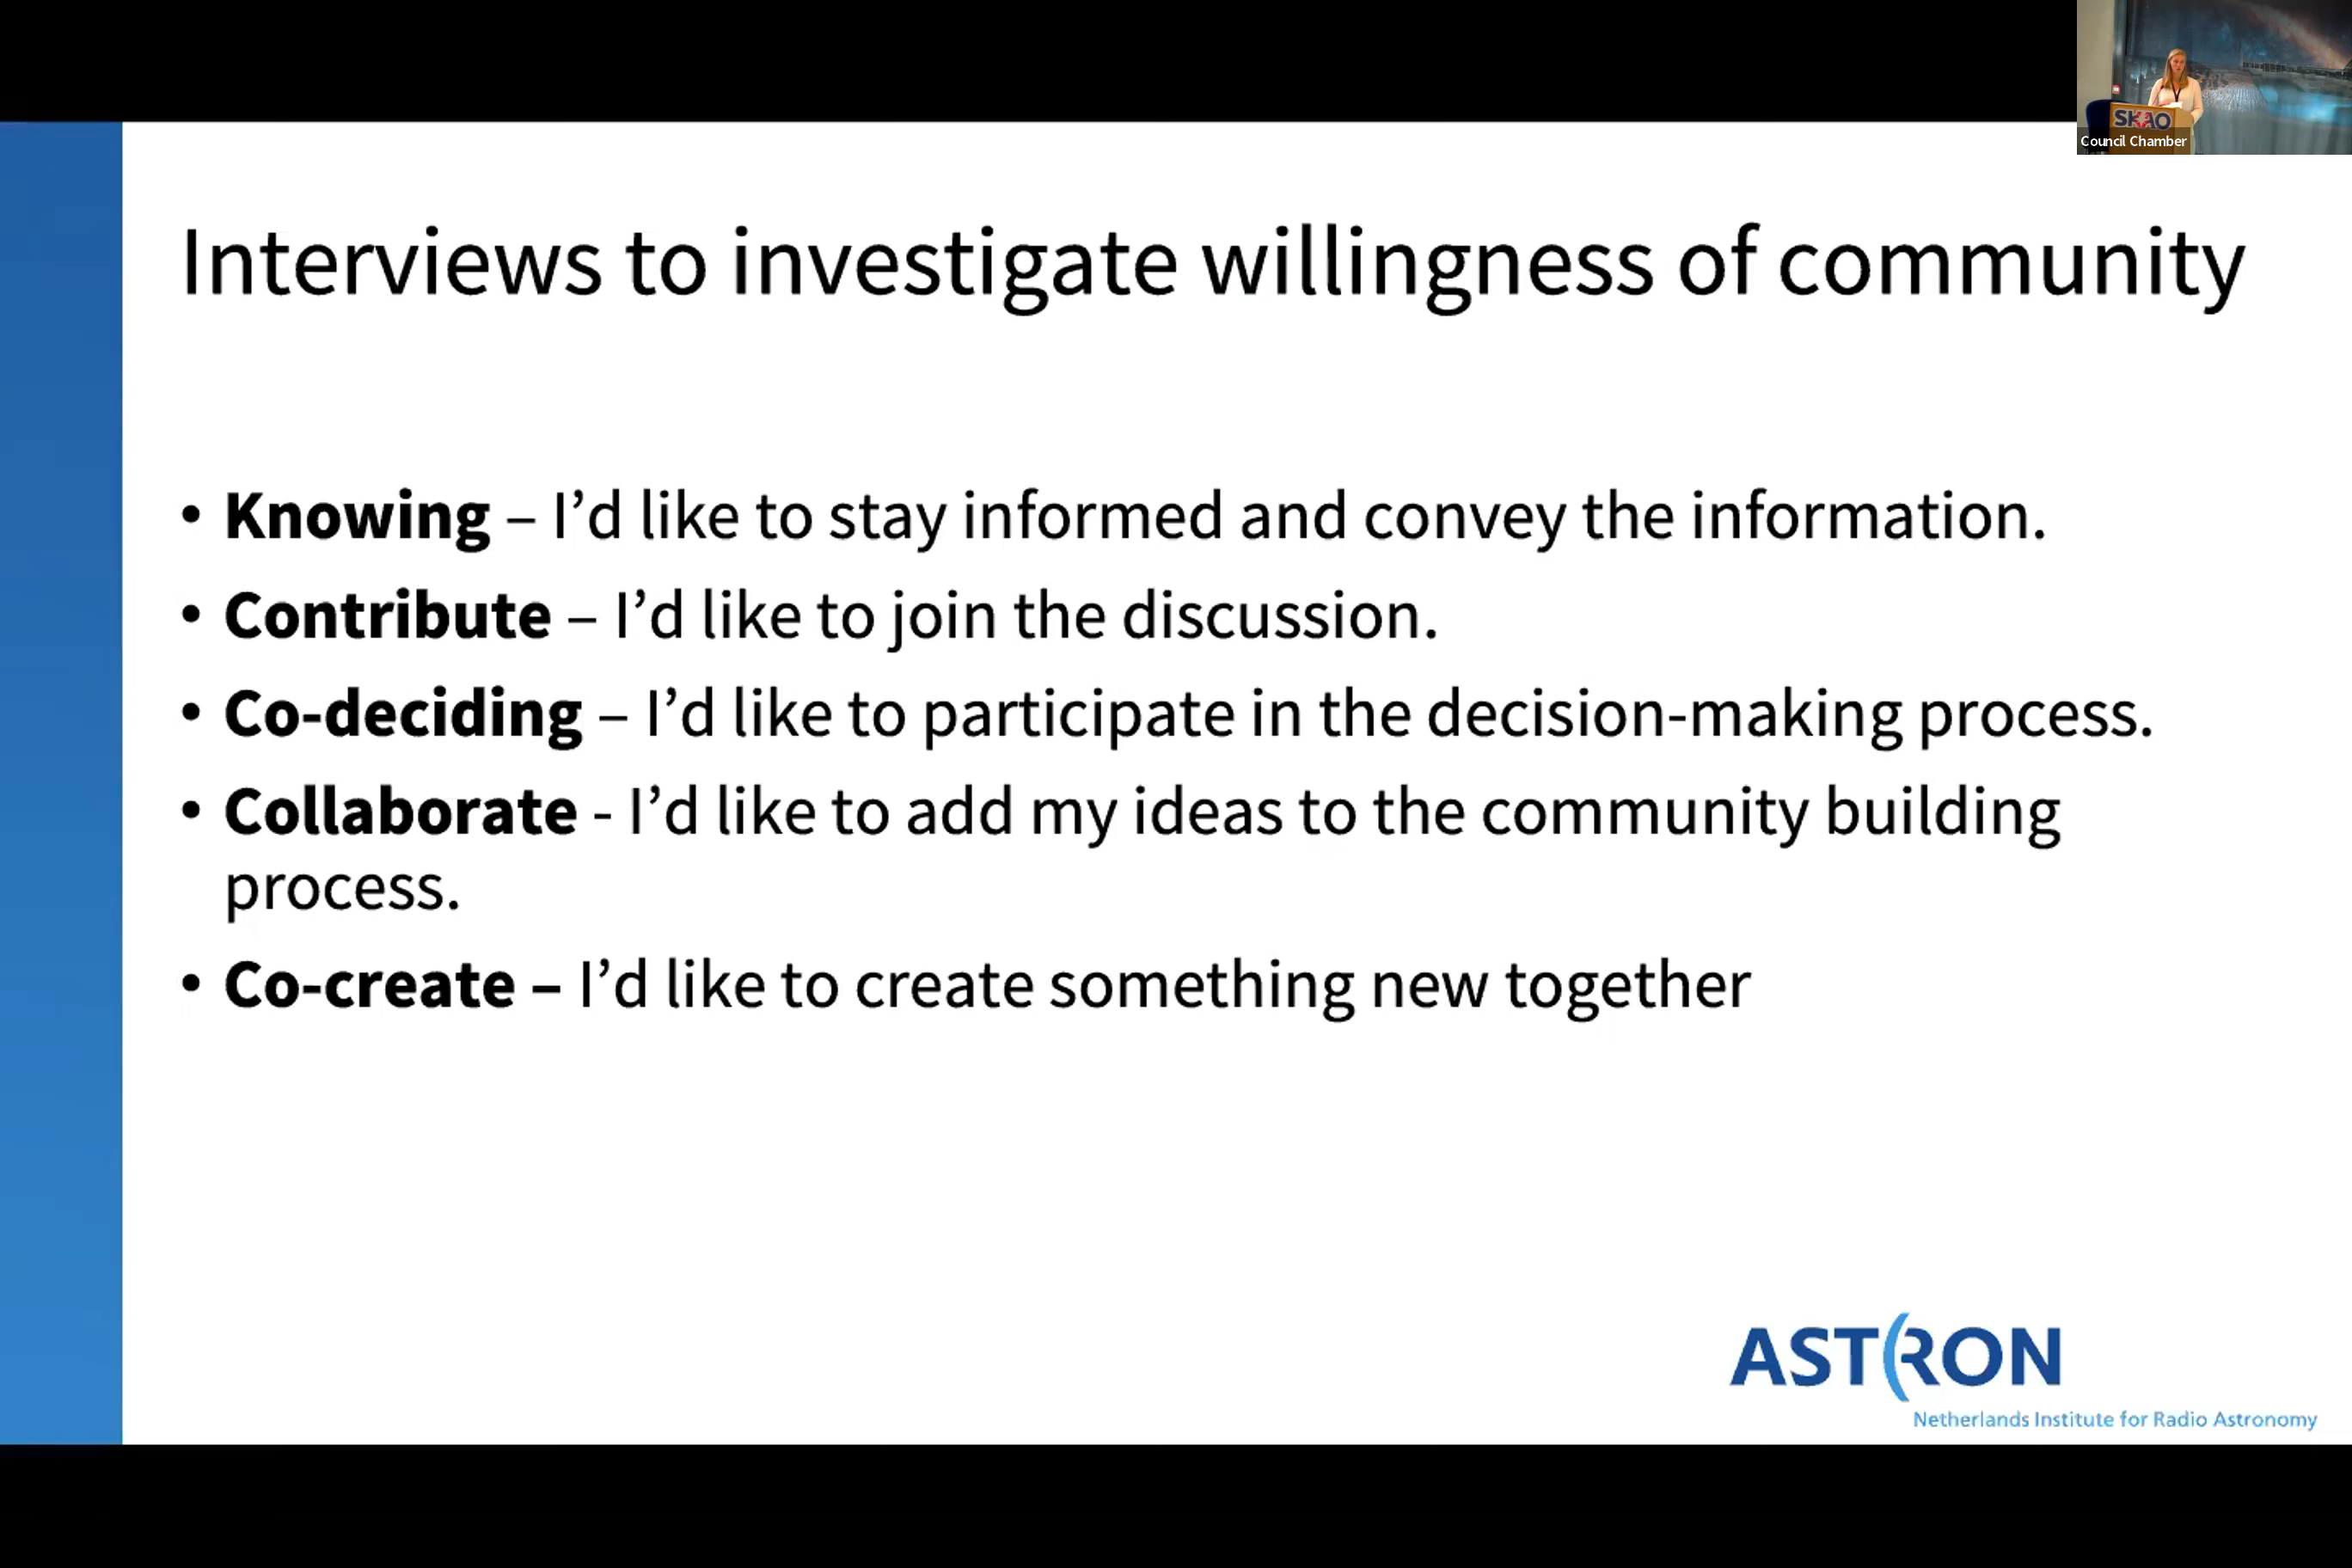 SKAO
Council Chamber
Interviews to investigate willingness of community
• Knowing – I’d like to stay informed and convey the information.
• Contribute – I’d like to join the discussion.
• Co-deciding – I’d like to participate in the decision-making process.
• Collaborate - I’d like to add my ideas to the community building
process.
• Co-create – I’d like to create something new together
ASTRON
Netherlands Institute for Radio Astronomy